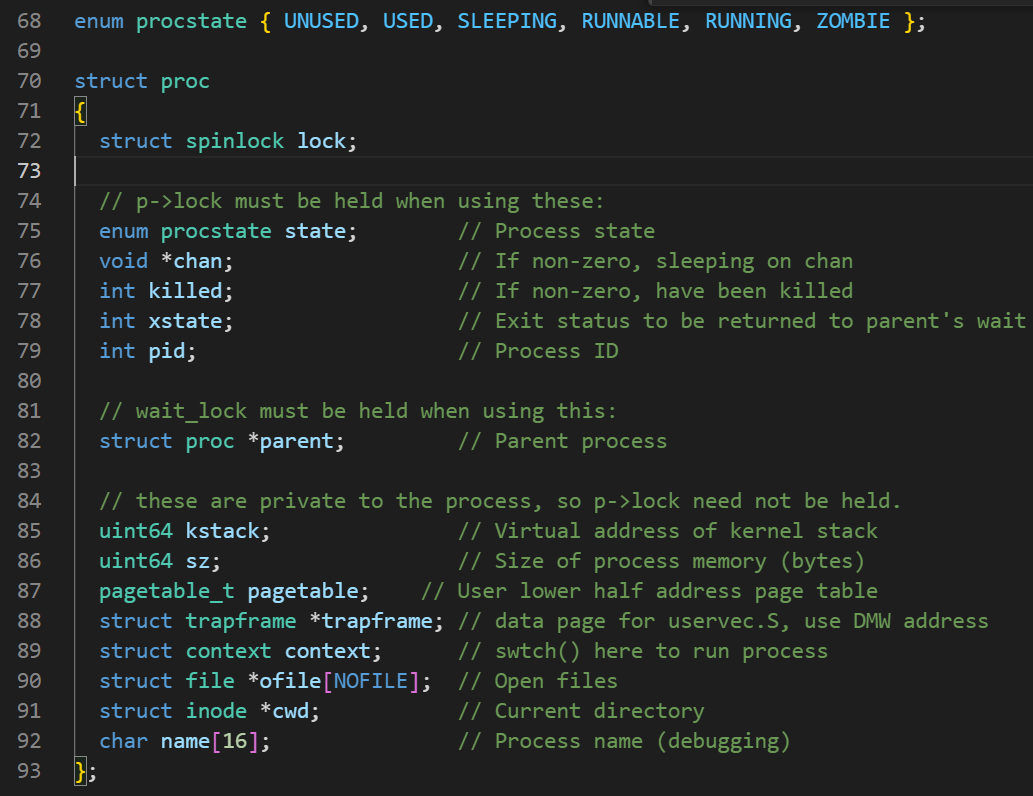 68 enum procstate { UNUSED, USED, SLEEPING, RUNNABLE, RUNNING, ZOMBIE };
69
70 struct proc
71 {
72   struct spinlock lock;
73
74   // p->lock must be held when using these:
75   enum procstate state;        // Process state
76   void *chan;                  // If non-zero, sleeping on chan
77   int killed;                  // If non-zero, have been killed
78   int xstate;                  // Exit status to be returned to parent's wait
79   int pid;                     // Process ID
80
81   // wait_lock must be held when using this:
82   struct proc *parent;         // Parent process
83
84   // these are private to the process, so p->lock need not be held.
85   uint64 kstack;               // Virtual address of kernel stack
86   uint64 sz;                   // Size of process memory (bytes)
87   pagetable_t pagetable;    // User lower half address page table
88   struct trapframe *trapframe; // data page for uservec.S, use DMW address
89   struct context context;      // swtch() here to run process
90   struct file *ofile[NOFILE];  // Open files
91   struct inode *cwd;           // Current directory
92   char name[16];               // Process name (debugging)
93 };